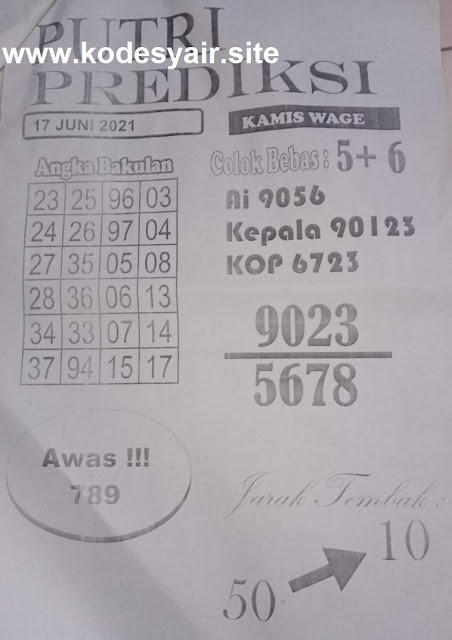 PUTRI
www.kodesyair.site
PREDIKSI
17 JUNI 2021
KAMIS WAGE
Angka Bakulan
23 25 96 03
24 26 97 04
27 35 05 08
28 36 06 13
34 33 07 14
37 94 15 17
Colok Bebas : 5+ 6
Ai 9056
Kepala 90123
KOP 6723
9023
5678
Awas !!!
789
Jarak Tembak :
50 10